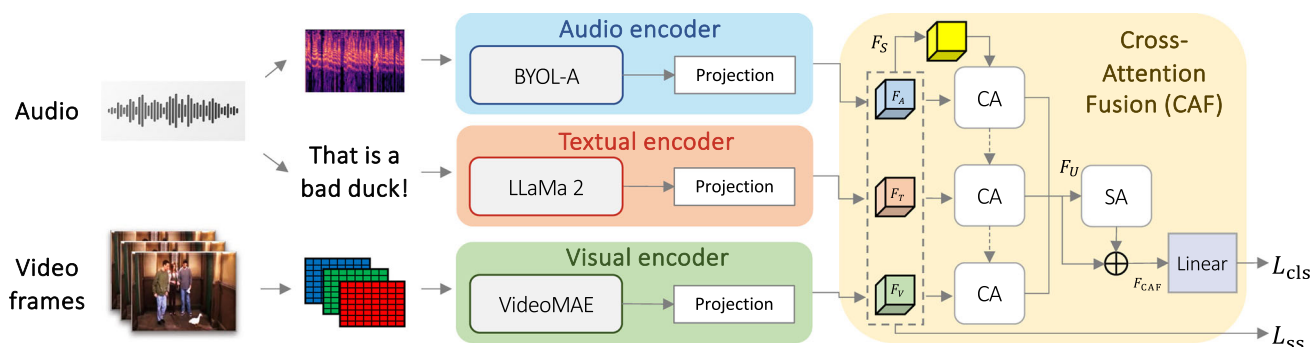 Audio
Video
frames
That is a
bad duck!
Audio encoder
BYOL-A
Projection
Textual encoder
LLaMa 2
Projection
Visual encoder
VideoMAE
Projection
Cross-
Attention
Fusion (CAF)
F_S
F_A
F_T
F_V
CA
CA
CA
F_U
SA
F_CAF
Linear
L_cls
L_ss